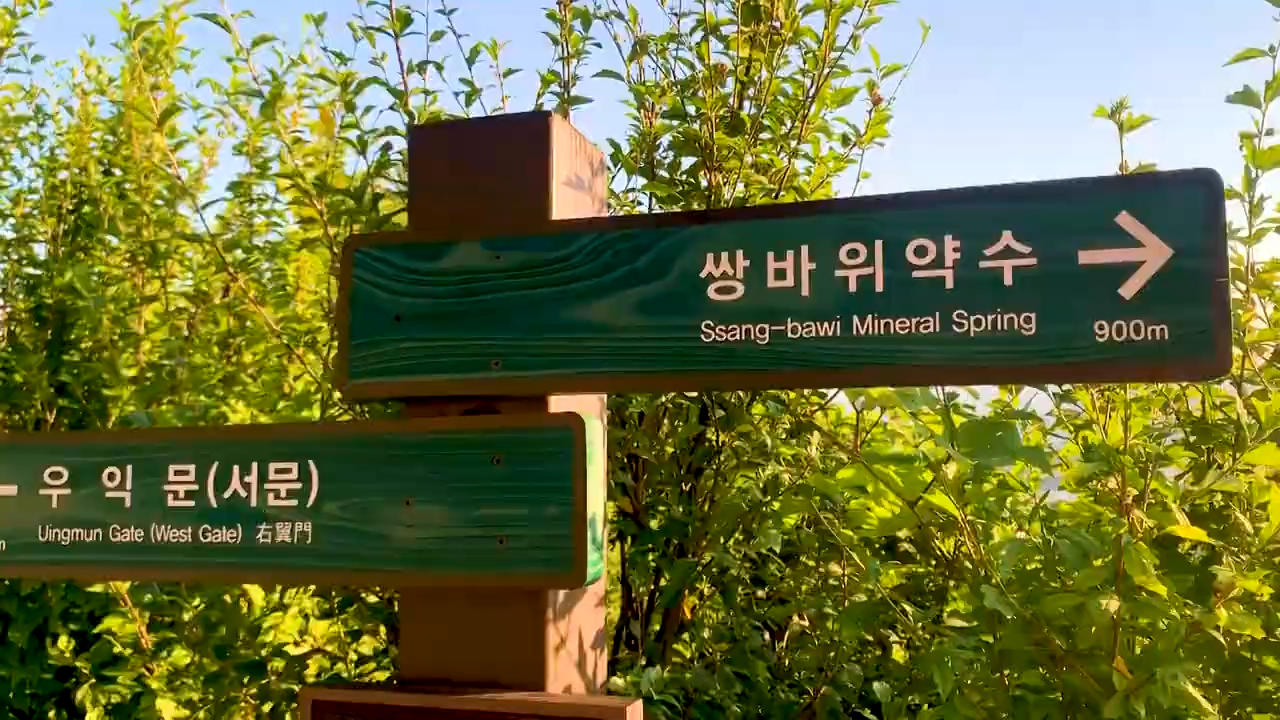 쌍바위약수 →
Ssang-bawi Mineral Spring 900m
← 우 익 문(서문)
Uingmun Gate (West Gate) 右翼門